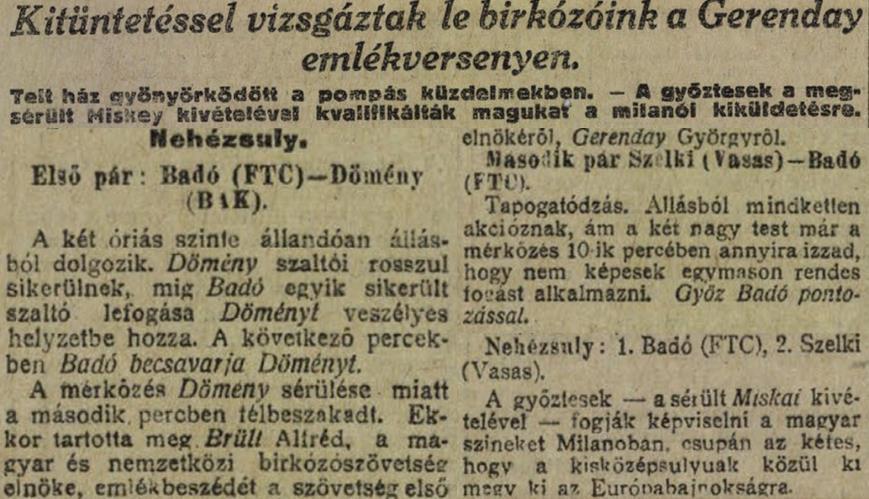 Kitüntetéssel vizsgáztak le birkózóink a Gerenday
emlékversenyen.
Telt ház gyönyörködött a pompás küzdelmekben. — A győztesek a meg-
sérült Miskey kivételével kvalifikálták magukat a milanói kiküldetésre.
Nehézsuly.
Első pár: Badó (FTC)—Dömény
(BAK).
A két óriás szinte állandóan állás-
ból dolgozik. Dömény szaltói rosszul
sikerülnek, mig Badó egyik sikerült
szaltó lefogása Döményt veszélyes
helyzetbe hozza. A következő percek-
ben Badó becsavarja Döményt.
A mérkőzés Dömény sérülése miatt
a második percben félbeszakadt. Ek-
kor tartotta meg Brüll Alfréd, a ma-
gyar és nemzetközi birkózószövetség
elnöke, emlékbeszédét a szövetség első
elnökéről, Gerenday Györgyről.
Második pár Szelki (Vasas)—Badó
(FTC).
Tapogatódzás. Állásból mindketten
akcióznak, ám a két nagy test már a
mérkőzés 10-ik percében annyira izzad,
hogy nem képesek egymáson rendes
fogást alkalmazni. Győz Badó ponto-
zással.
Nehézsuly: 1. Badó (FTC), 2. Szelki
(Vasas).
A győztesek — a sérült Miskai kivé-
telével — fogják képviselni a magyar
szineket Milanoban, csupán az kétes,
hogy a kisközépsulyuak közül ki
megy ki az Európabajnokságra.